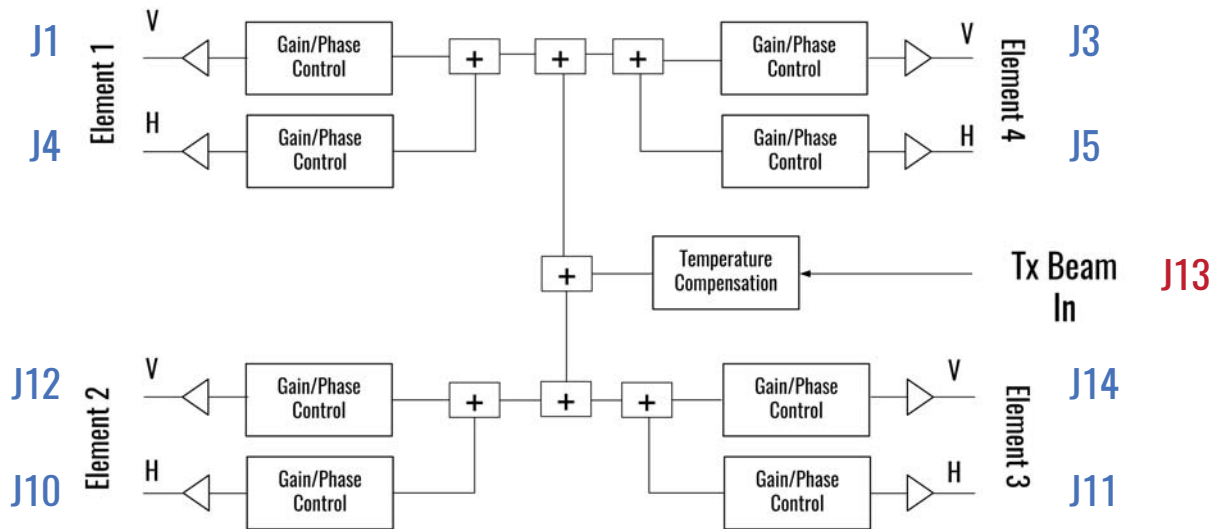 J1
V
Gain/Phase
Control
+
+
+
Gain/Phase
Control
V
J3
Element 1
Element 4
J4
H
Gain/Phase
Control
Gain/Phase
Control
H
J5
+
Temperature
Compensation
Tx Beam
In
J13
J12
V
Gain/Phase
Control
+
+
+
Gain/Phase
Control
V
J14
Element 2
Element 3
J10
H
Gain/Phase
Control
Gain/Phase
Control
H
J11